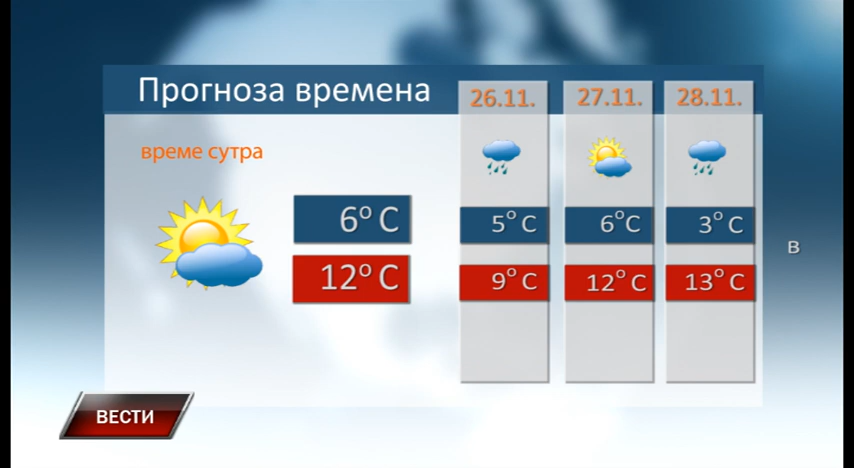 Прогноза времена
26.11.
27.11.
28.11.
време сутра
6° C
12° C
5° C
6°C
3° C
9° C
12° C
13° C
в
ВЕСТИ